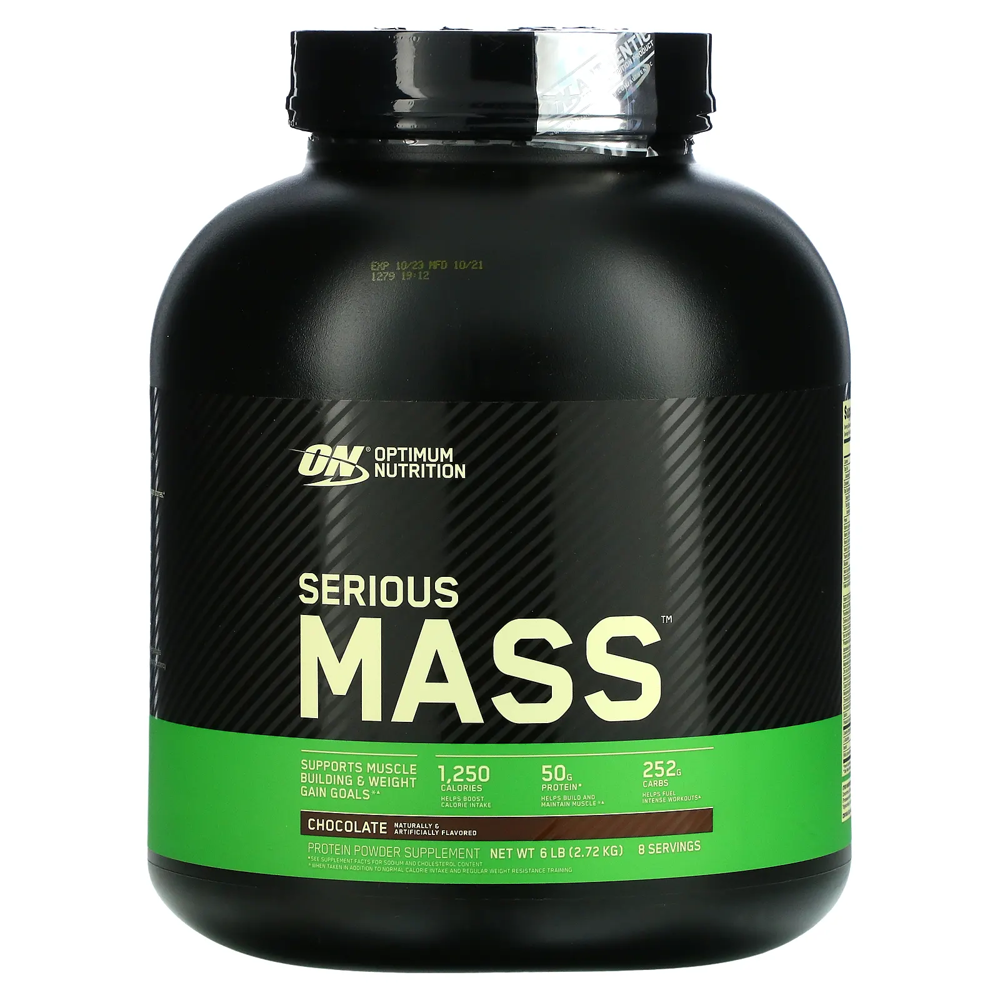 EXP 10/23 MFD 10/21
1279 19:12
ON® OPTIMUM
NUTRITION
SERIOUS
MASS™
SUPPORTS MUSCLE
BUILDING & WEIGHT
GAIN GOALS*▲
1,250
CALORIES
HELPS BOOST
CALORIE INTAKE
50G
PROTEIN■
HELPS BUILD AND
MAINTAIN MUSCLE*▲
252G
CARBS
HELPS FUEL
INTENSE WORKOUTS▲
CHOCOLATE NATURALLY &
ARTIFICIALLY FLAVORED
PROTEIN POWDER SUPPLEMENT NET WT 6 LB (2.72 KG) 8 SERVINGS
■SEE SUPPLEMENT FACTS FOR SODIUM AND CHOLESTEROL CONTENT
▲WHEN TAKEN IN ADDITION TO NORMAL CALORIE INTAKE AND REGULAR WEIGHT RESISTANCE TRAINING